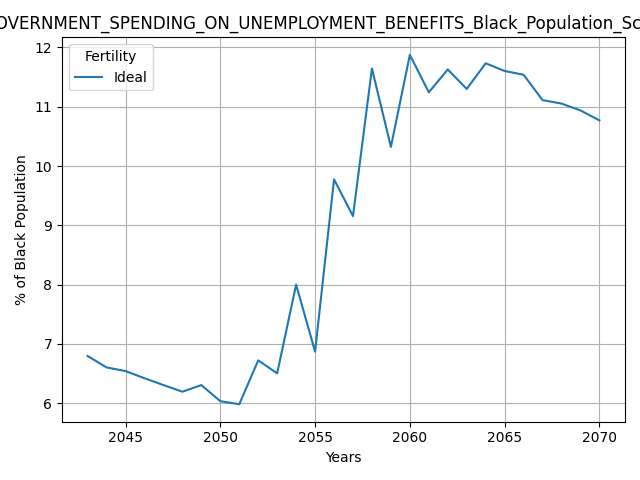 OVERNMENT_SPENDING_ON_UNEMPLOYMENT_BENEFITS_Black_Population_Sc
Fertility
Ideal
% of Black Population
12
11
10
9
8
7
6
2045 2050 2055 2060 2065 2070
Years